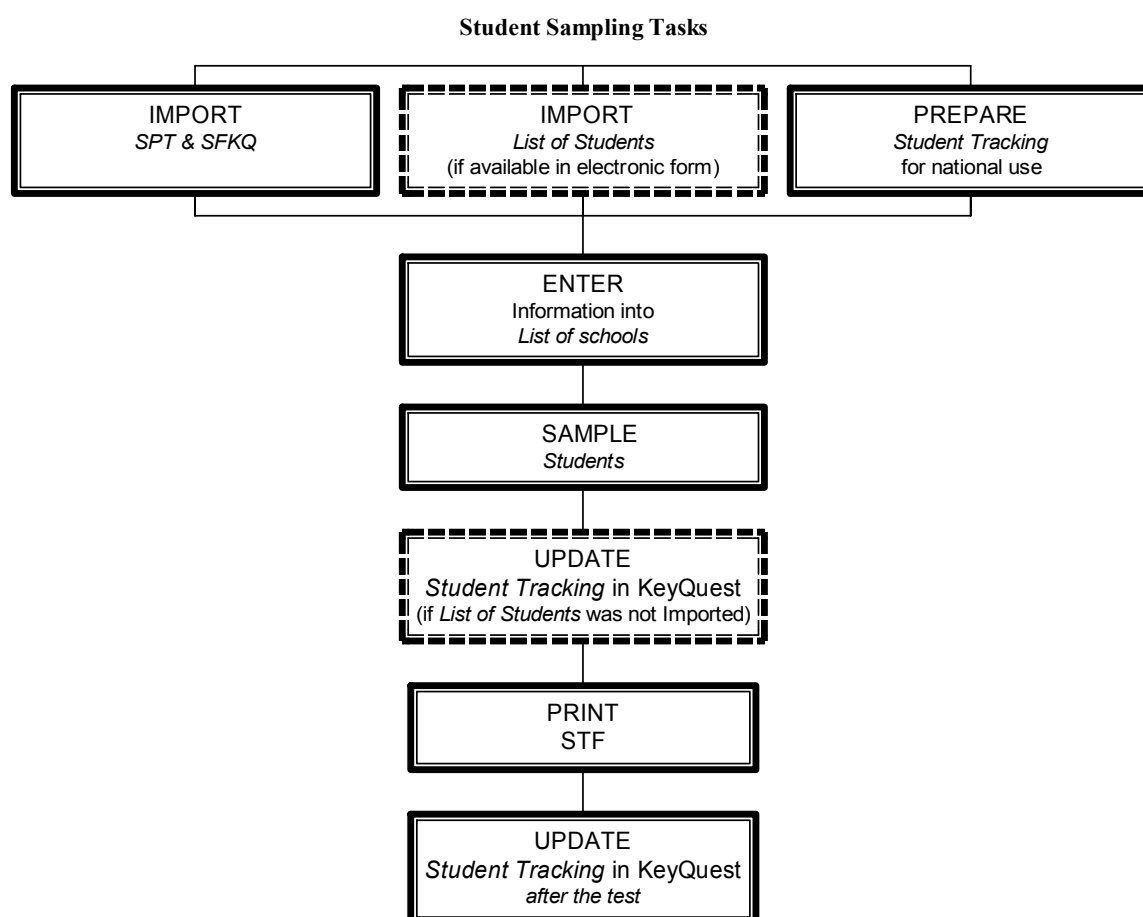 Student Sampling Tasks
IMPORT
SPT & SFKQ
IMPORT
List of Students
(if available in electronic form)
PREPARE
Student Tracking
for national use
ENTER
Information into
List of schools
SAMPLE
Students
UPDATE
Student Tracking in KeyQuest
(if List of Students was not Imported)
PRINT
STF
UPDATE
Student Tracking in KeyQuest
after the test